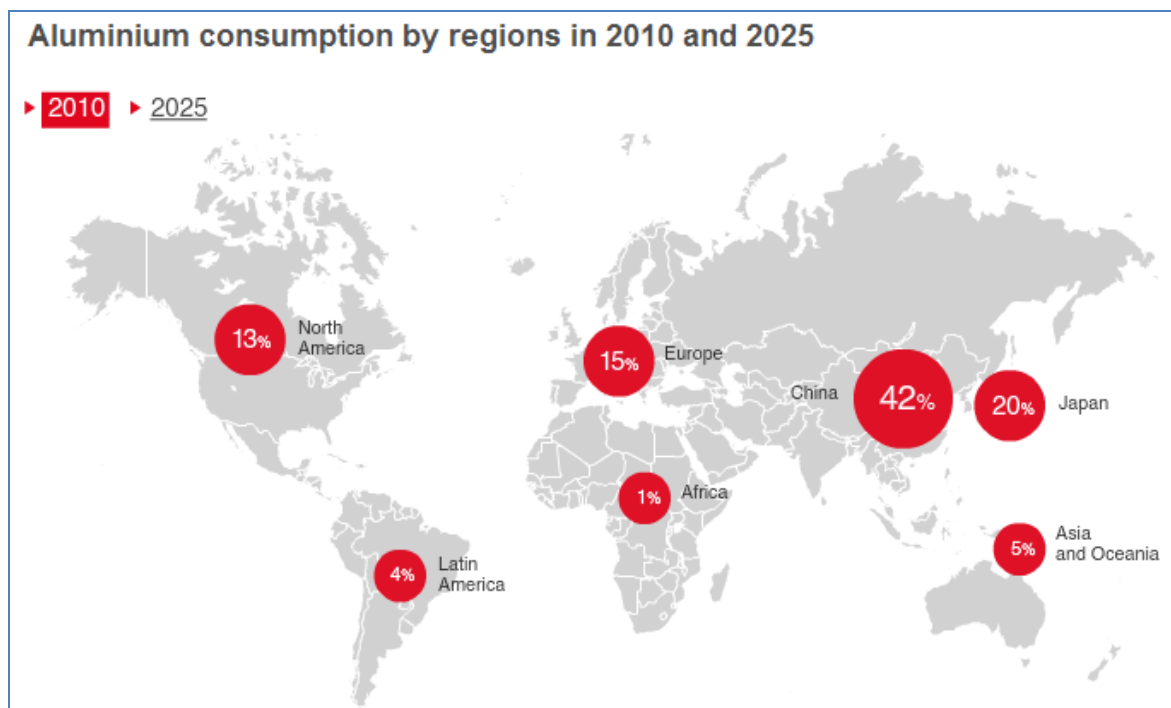 Aluminium consumption by regions in 2010 and 2025
2010 2025
13% North
America
15% Europe
China 42%
20% Japan
1% Africa
5% Asia
and Oceania
4% Latin
America